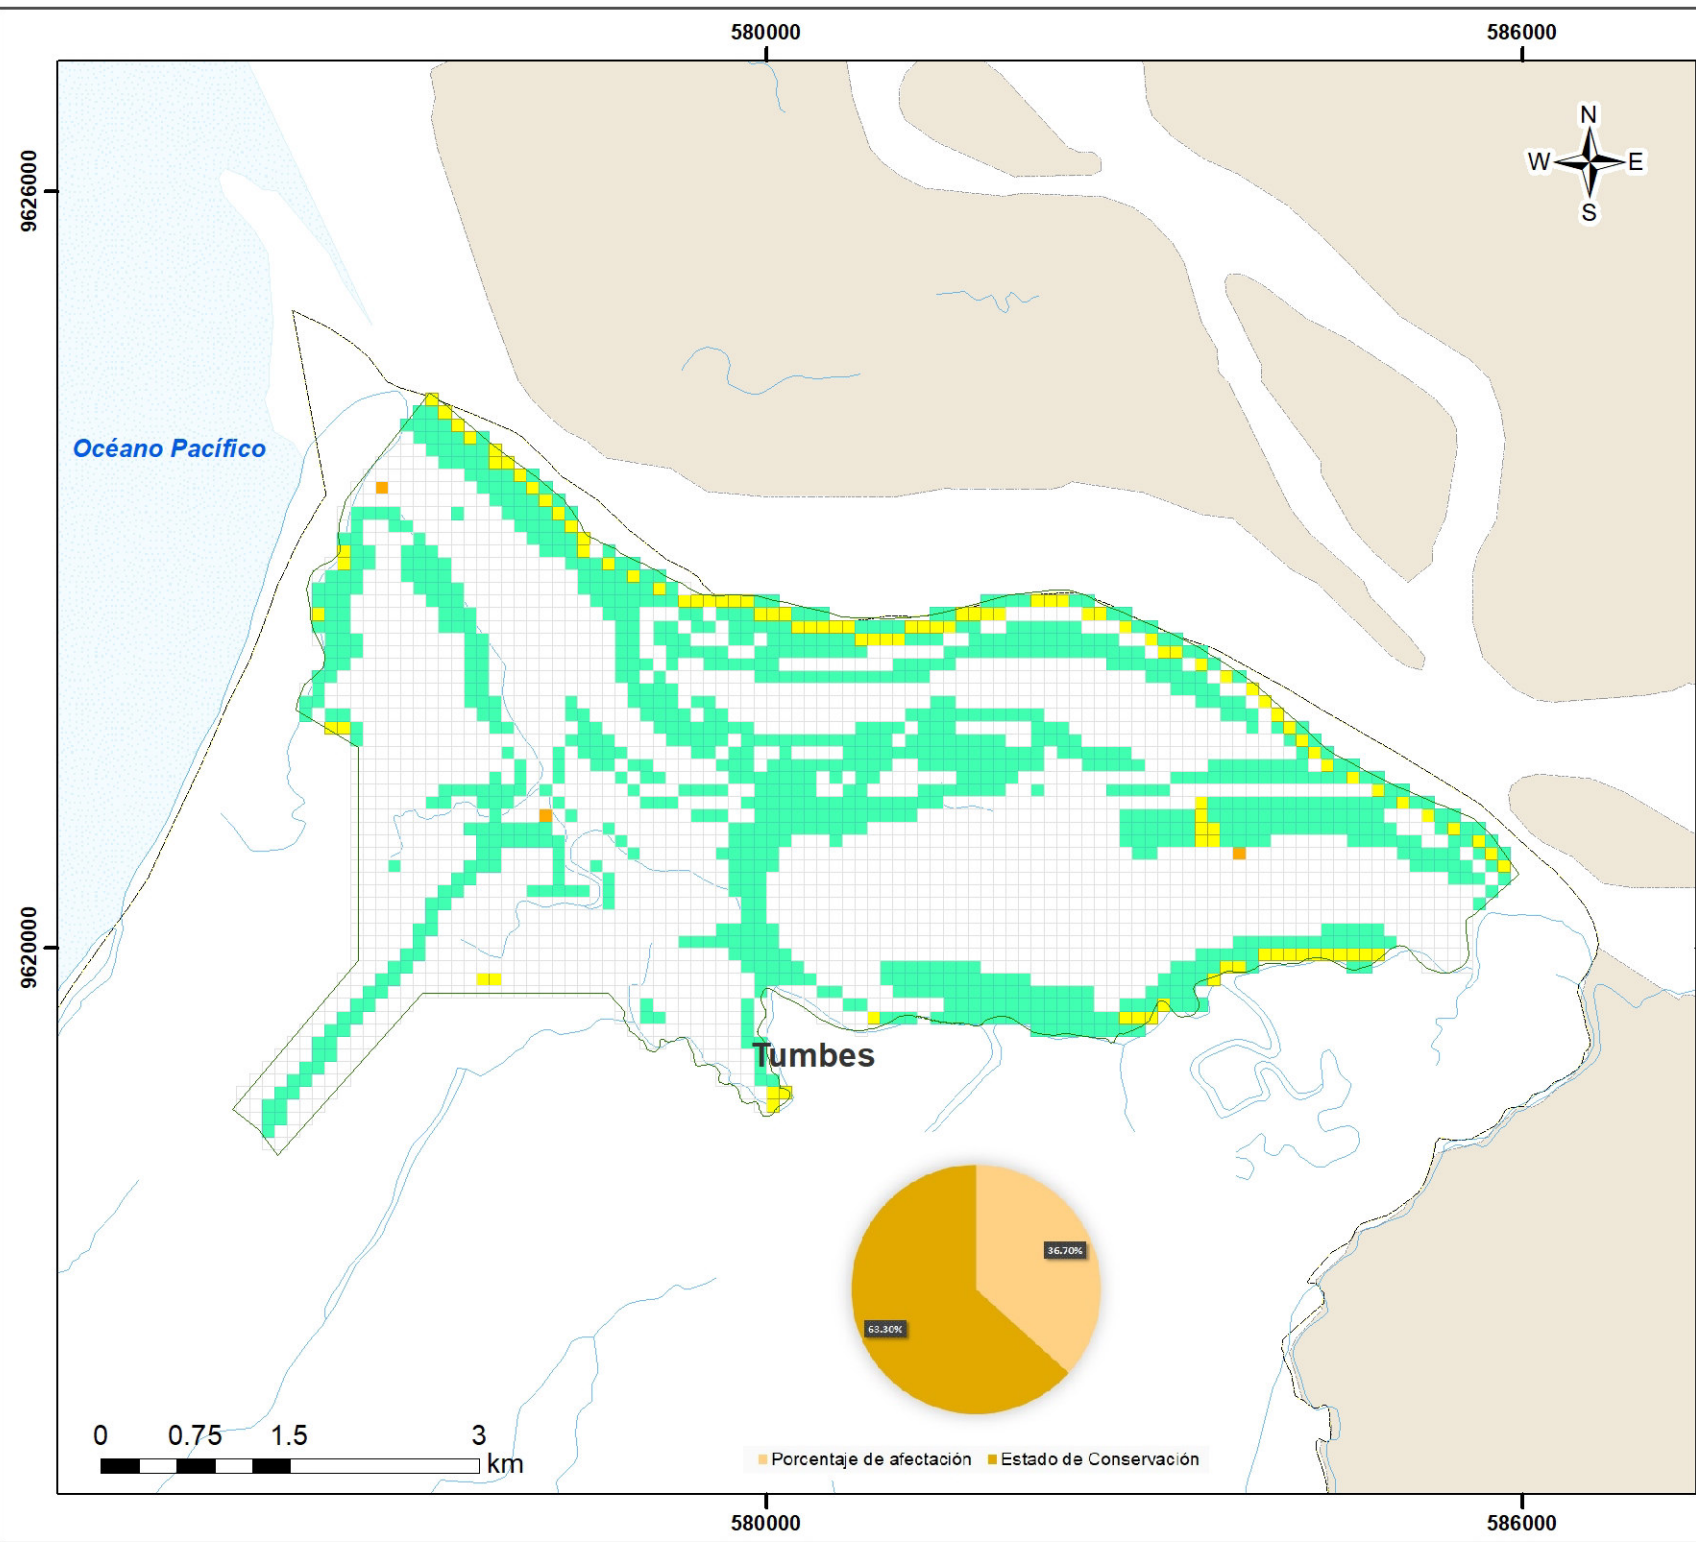 580000 586000
N
W E
S
9626000
Océano Pacífico
9620000
Tumbes
36.70%
63.30%
0 0.75 1.5 3
km
Porcentaje de afectación Estado de Conservación
580000 586000